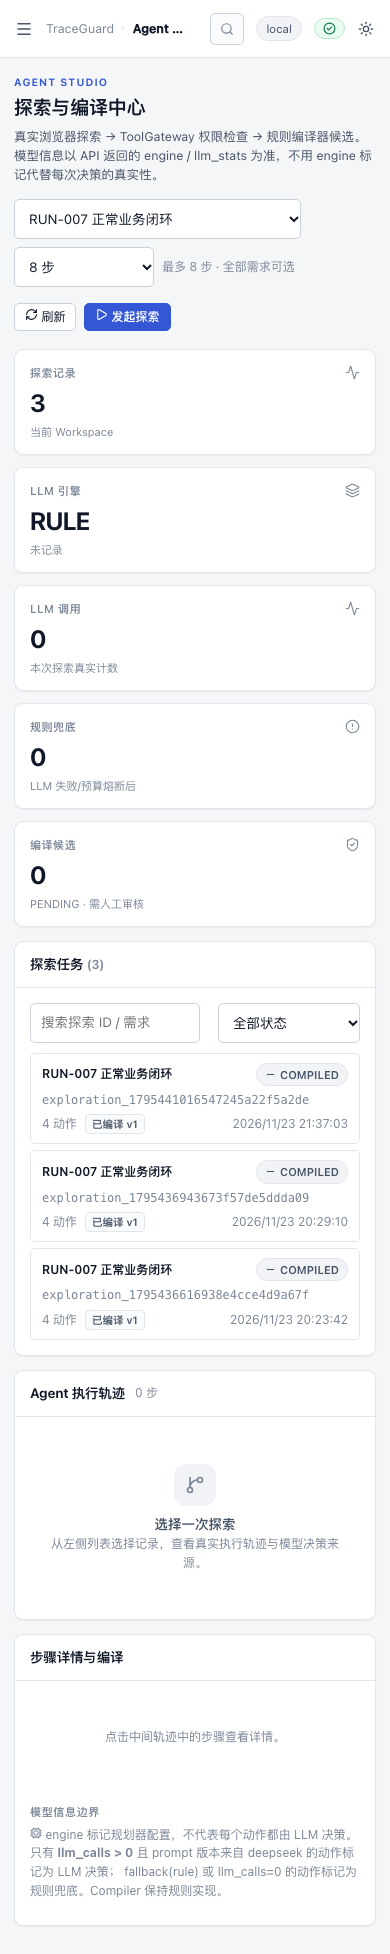 TraceGuard · Agent ... local
AGENT STUDIO
探索与编译中心
真实浏览器探索 → ToolGateway 权限检查 → 规则编译器候选。
模型信息以 API 返回的 engine / llm_stats 为准，不用 engine 标
记代替每次决策的真实性。
RUN-007 正常业务闭环
8 步 最多 8 步 · 全部需求可选
刷新 发起探索
探索记录
3
当前 Workspace
LLM 引擎
RULE
未记录
LLM 调用
0
本次探索真实计数
规则兜底
0
LLM 失败/预算熔断后
编译候选
0
PENDING · 需人工审核
探索任务 (3)
搜索探索 ID / 需求 全部状态
RUN-007 正常业务闭环 — COMPILED
exploration_1795441016547245a22f5a2de
4 动作 已编译 v1 2026/11/23 21:37:03
RUN-007 正常业务闭环 — COMPILED
exploration_1795436943673f57de5ddda09
4 动作 已编译 v1 2026/11/23 20:29:10
RUN-007 正常业务闭环 — COMPILED
exploration_1795436616938e4cce4d9a67f
4 动作 已编译 v1 2026/11/23 20:23:42
Agent 执行轨迹 0 步
选择一次探索
从左侧列表选择记录，查看真实执行轨迹与模型决策来
源。
步骤详情与编译
点击中间轨迹中的步骤查看详情。
模型信息边界
engine 标记规划器配置，不代表每个动作都由 LLM 决策。
只有 llm_calls > 0 且 prompt 版本来自 deepseek 的动作标
记为 LLM 决策； fallback(rule) 或 llm_calls=0 的动作标记为
规则兜底。Compiler 保持规则实现。